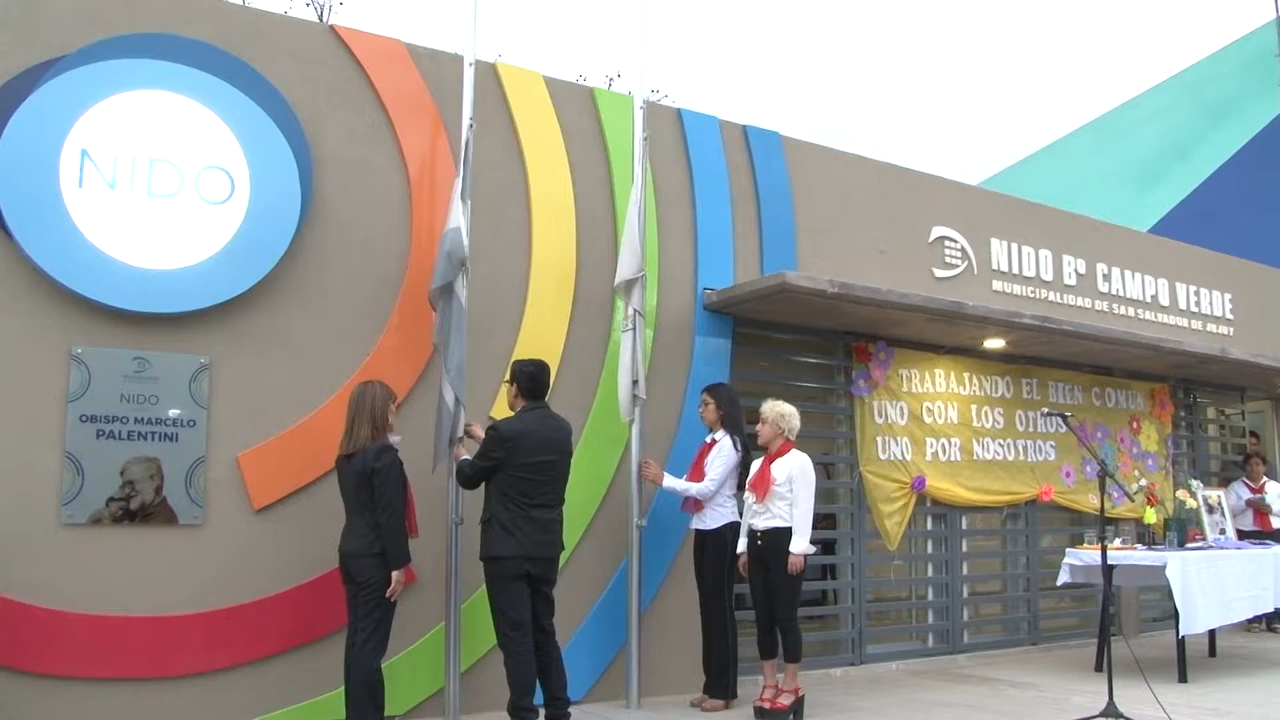 NIDO
NIDO
OBISPO MARCELO
PALENTINI
NIDO Bº CAMPO VERDE
MUNICIPALIDAD DE SAN SALVADOR DE JUJUY
TRABAJANDO EL BIEN COMUN
UNO CON LOS OTROS
UNO POR NOSOTROS